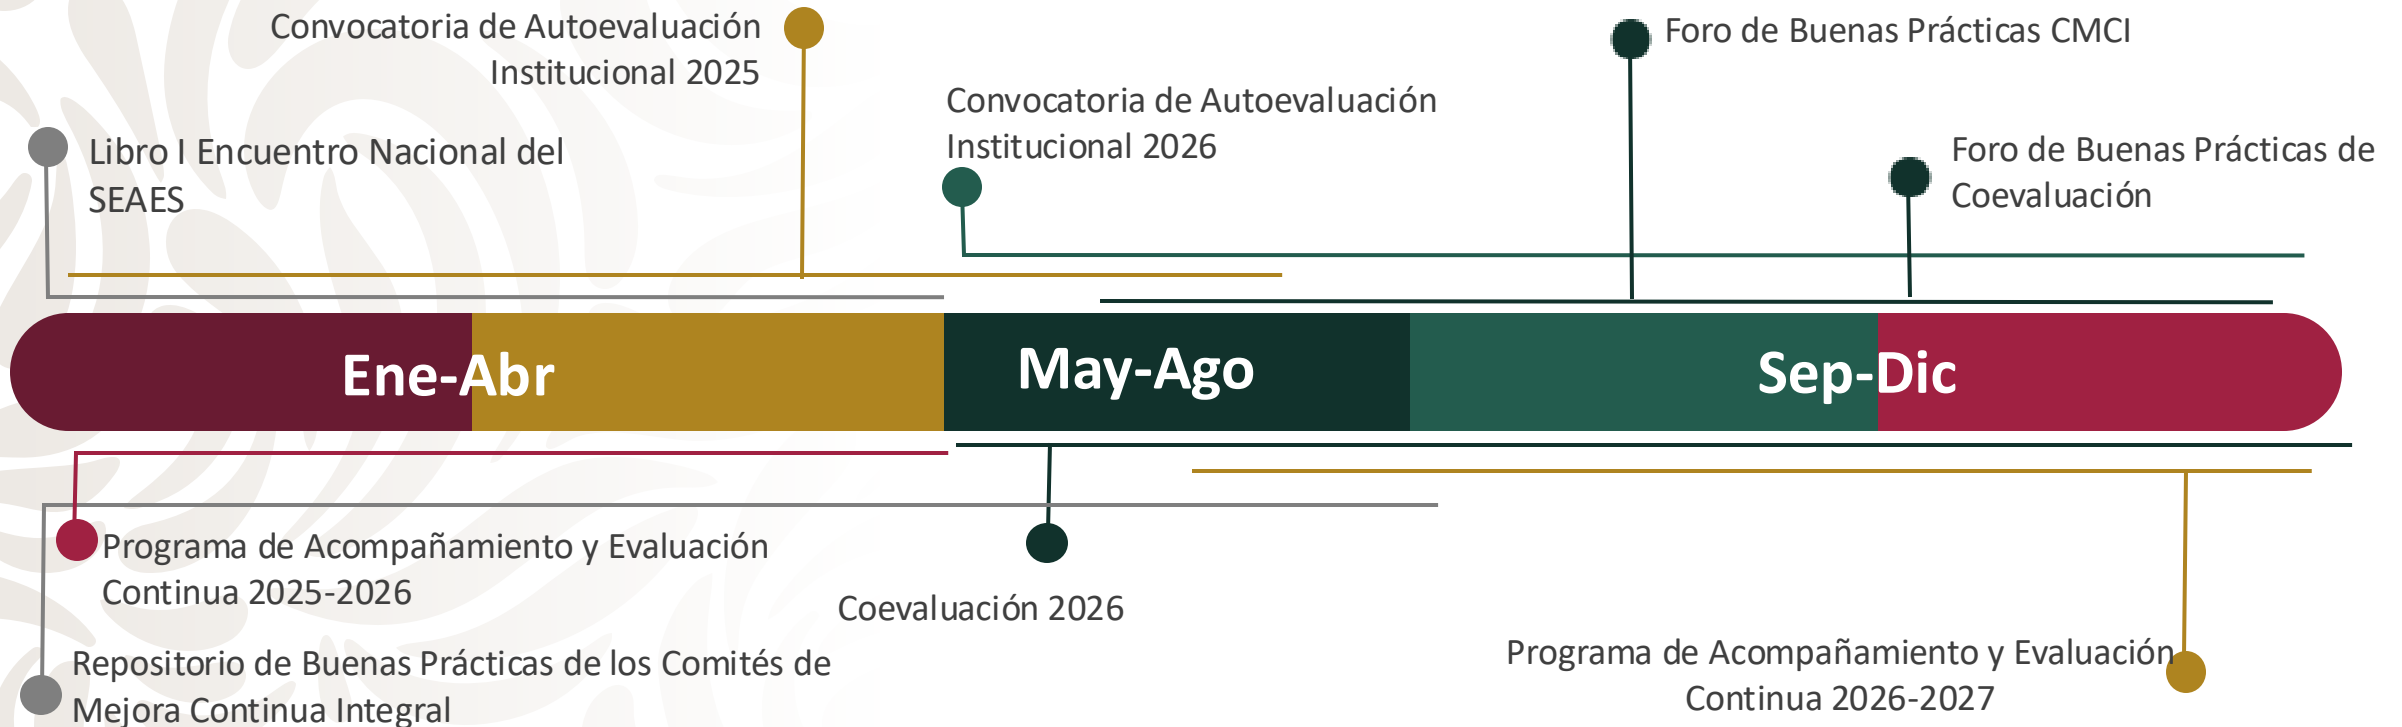 Convocatoria de Autoevaluación
Institucional 2025
Foro de Buenas Prácticas CMCI
Convocatoria de Autoevaluación
Institucional 2026
Libro I Encuentro Nacional del
SEAES
Foro de Buenas Prácticas de
Coevaluación
Ene-Abr
May-Ago
Sep-Dic
Programa de Acompañamiento y Evaluación
Continua 2025-2026
Coevaluación 2026
Repositorio de Buenas Prácticas de los Comités de
Mejora Continua Integral
Programa de Acompañamiento y Evaluación
Continua 2026-2027